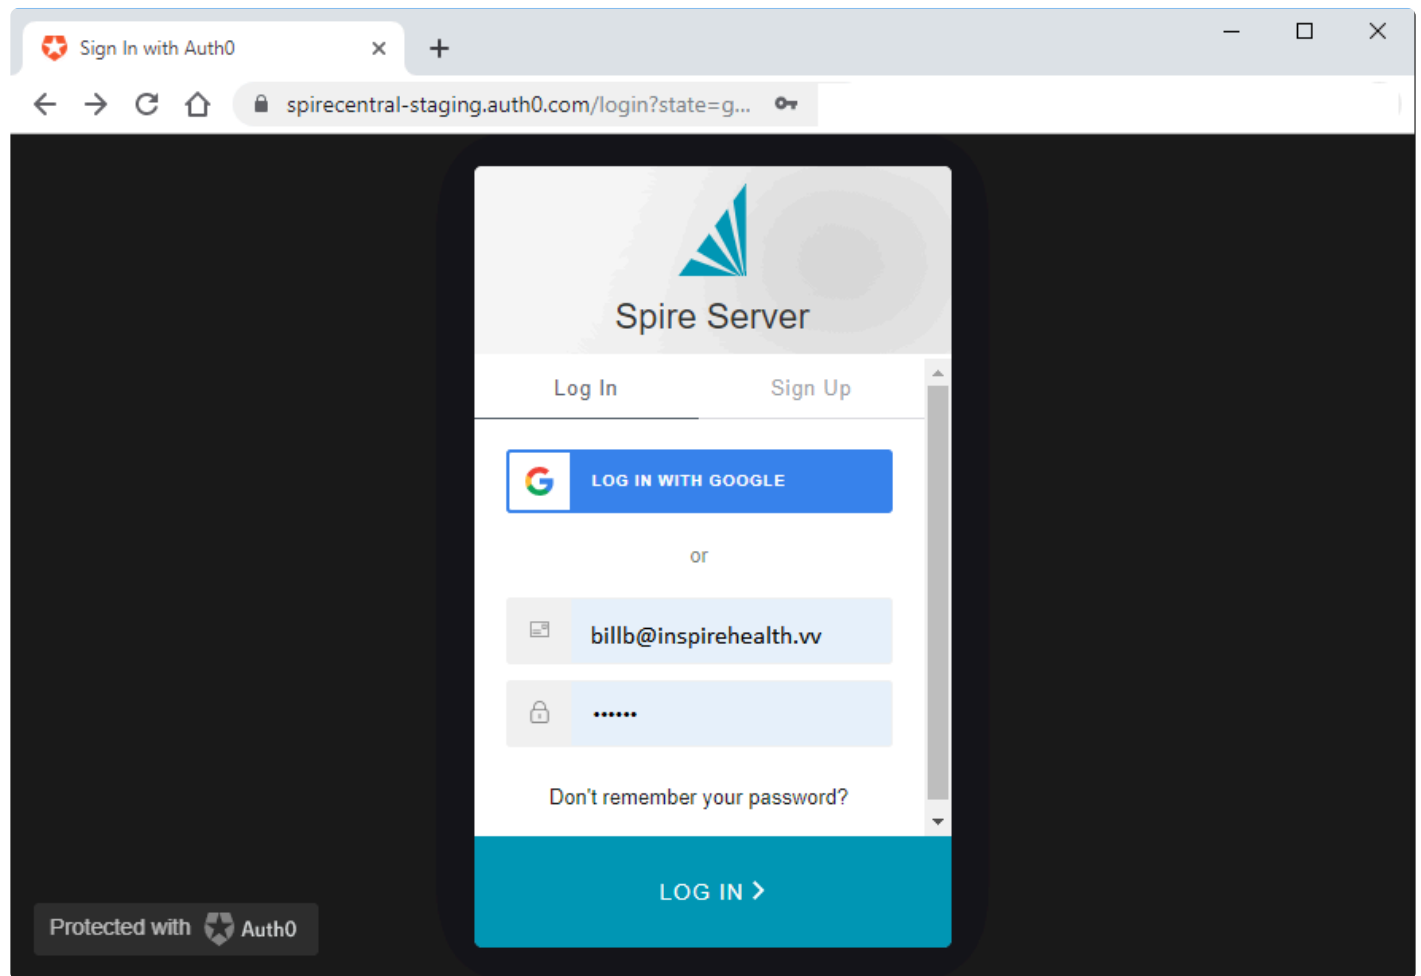 Sign In with Auth0
spirecentral-staging.auth0.com/login?state=g...
Spire Server
Log In Sign Up
LOG IN WITH GOOGLE
or
billb@inspirehealth.vv
••••••
Don't remember your password?
LOG IN
Protected with Auth0